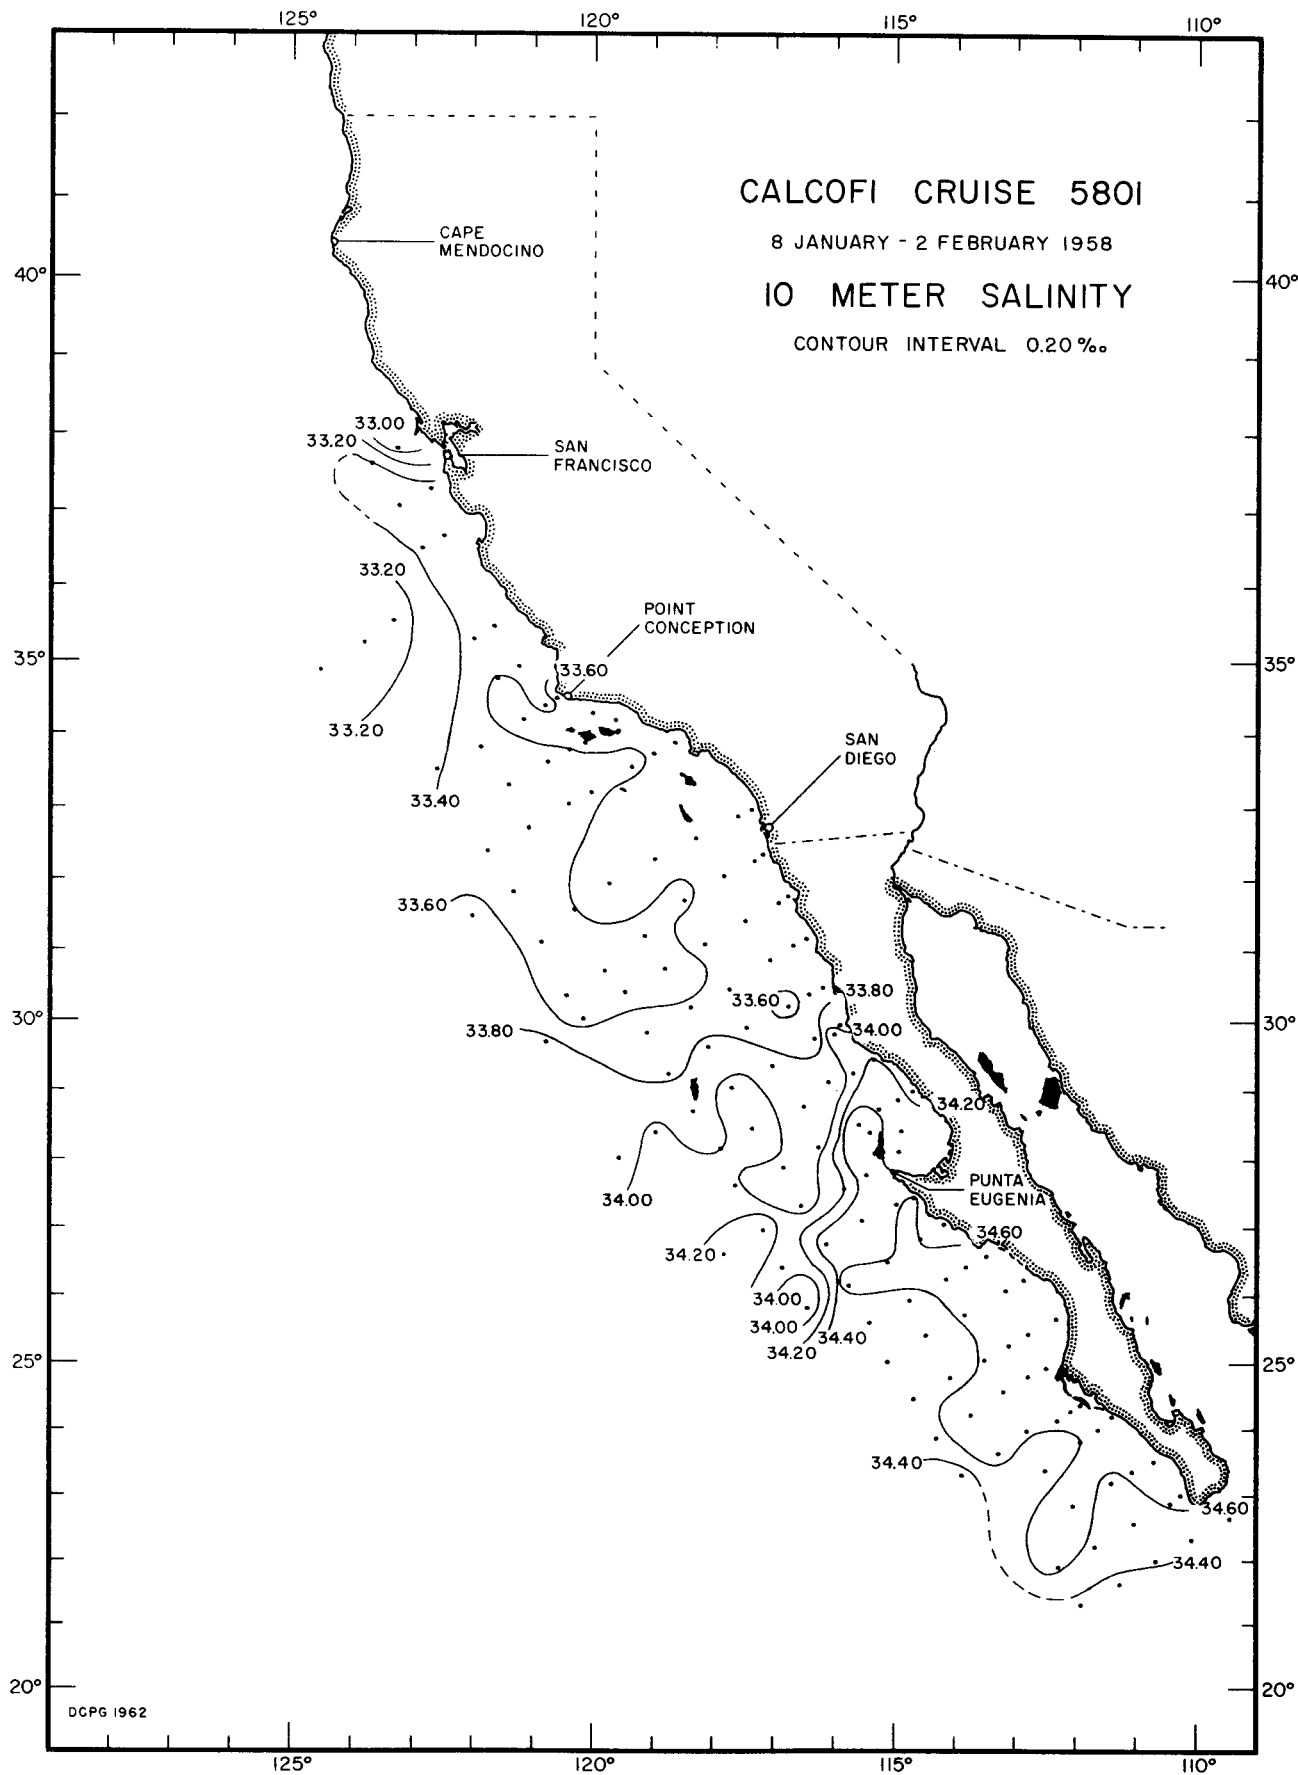 125° 120° 115° 110°
CALCOFI CRUISE 5801
8 JANUARY - 2 FEBRUARY 1958
10 METER SALINITY
CONTOUR INTERVAL 0.20 ‰
CAPE
MENDOCINO
40° 40°
33.00
33.20
SAN
FRANCISCO
33.20
POINT
CONCEPTION
35° 35°
33.60
33.20
SAN
DIEGO
33.40
33.60
33.80
33.60
30° 30°
33.80
34.00
34.20
PUNTA
EUGENIA
34.00
34.60
34.20
34.00
34.00
34.40
34.20
25° 25°
34.40
34.60
34.40
20° 20°
DCPG 1962
125° 120° 115° 110°